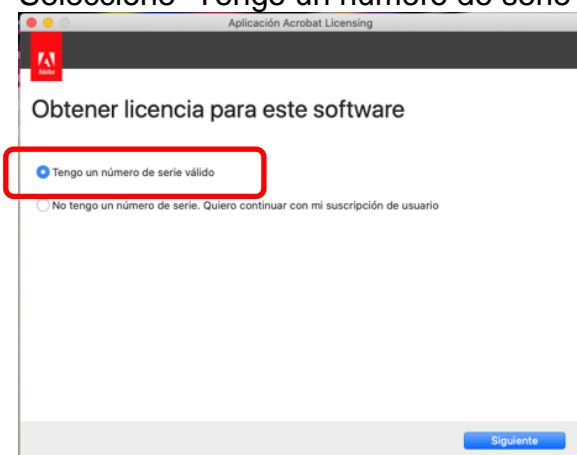 Seleccione "Tengo un número de serie
Aplicación Acrobat Licensing
Adobe
Obtener licencia para este software
Tengo un número de serie válido
No tengo un número de serie. Quiero continuar con mi suscripción de usuario
Siguiente